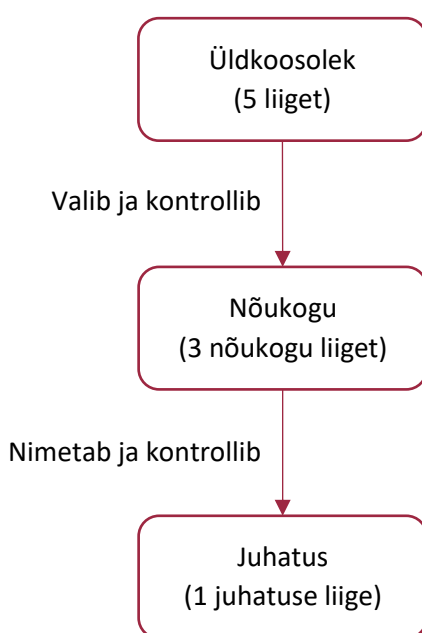 Üldkoosolek
(5 liiget)
Valib ja kontrollib
Nõukogu
(3 nõukogu liiget)
Nimetab ja kontrollib
Juhatus
(1 juhatuse liige)